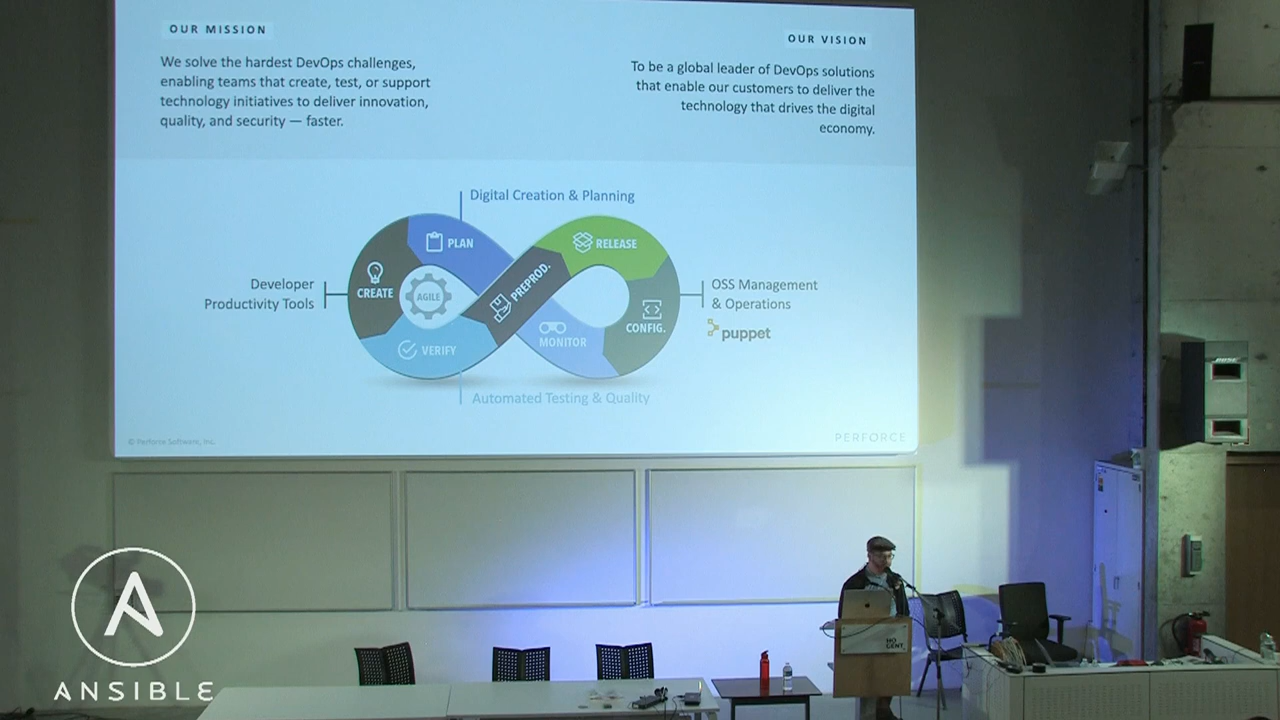 OUR MISSION
We solve the hardest DevOps challenges,
enabling teams that create, test, or support
technology initiatives to deliver innovation,
quality, and security — faster.
OUR VISION
To be a global leader of DevOps solutions
that enable our customers to deliver the
technology that drives the digital
economy.
Digital Creation & Planning
PLAN
RELEASE
CREATE
AGILE
PREPROD.
CONFIG.
VERIFY
MONITOR
Developer
Productivity Tools
OSS Management
& Operations
puppet
Automated Testing & Quality
© Perforce Software, Inc.
PERFORCE
BOSE
HO
GENT
ANSIBLE